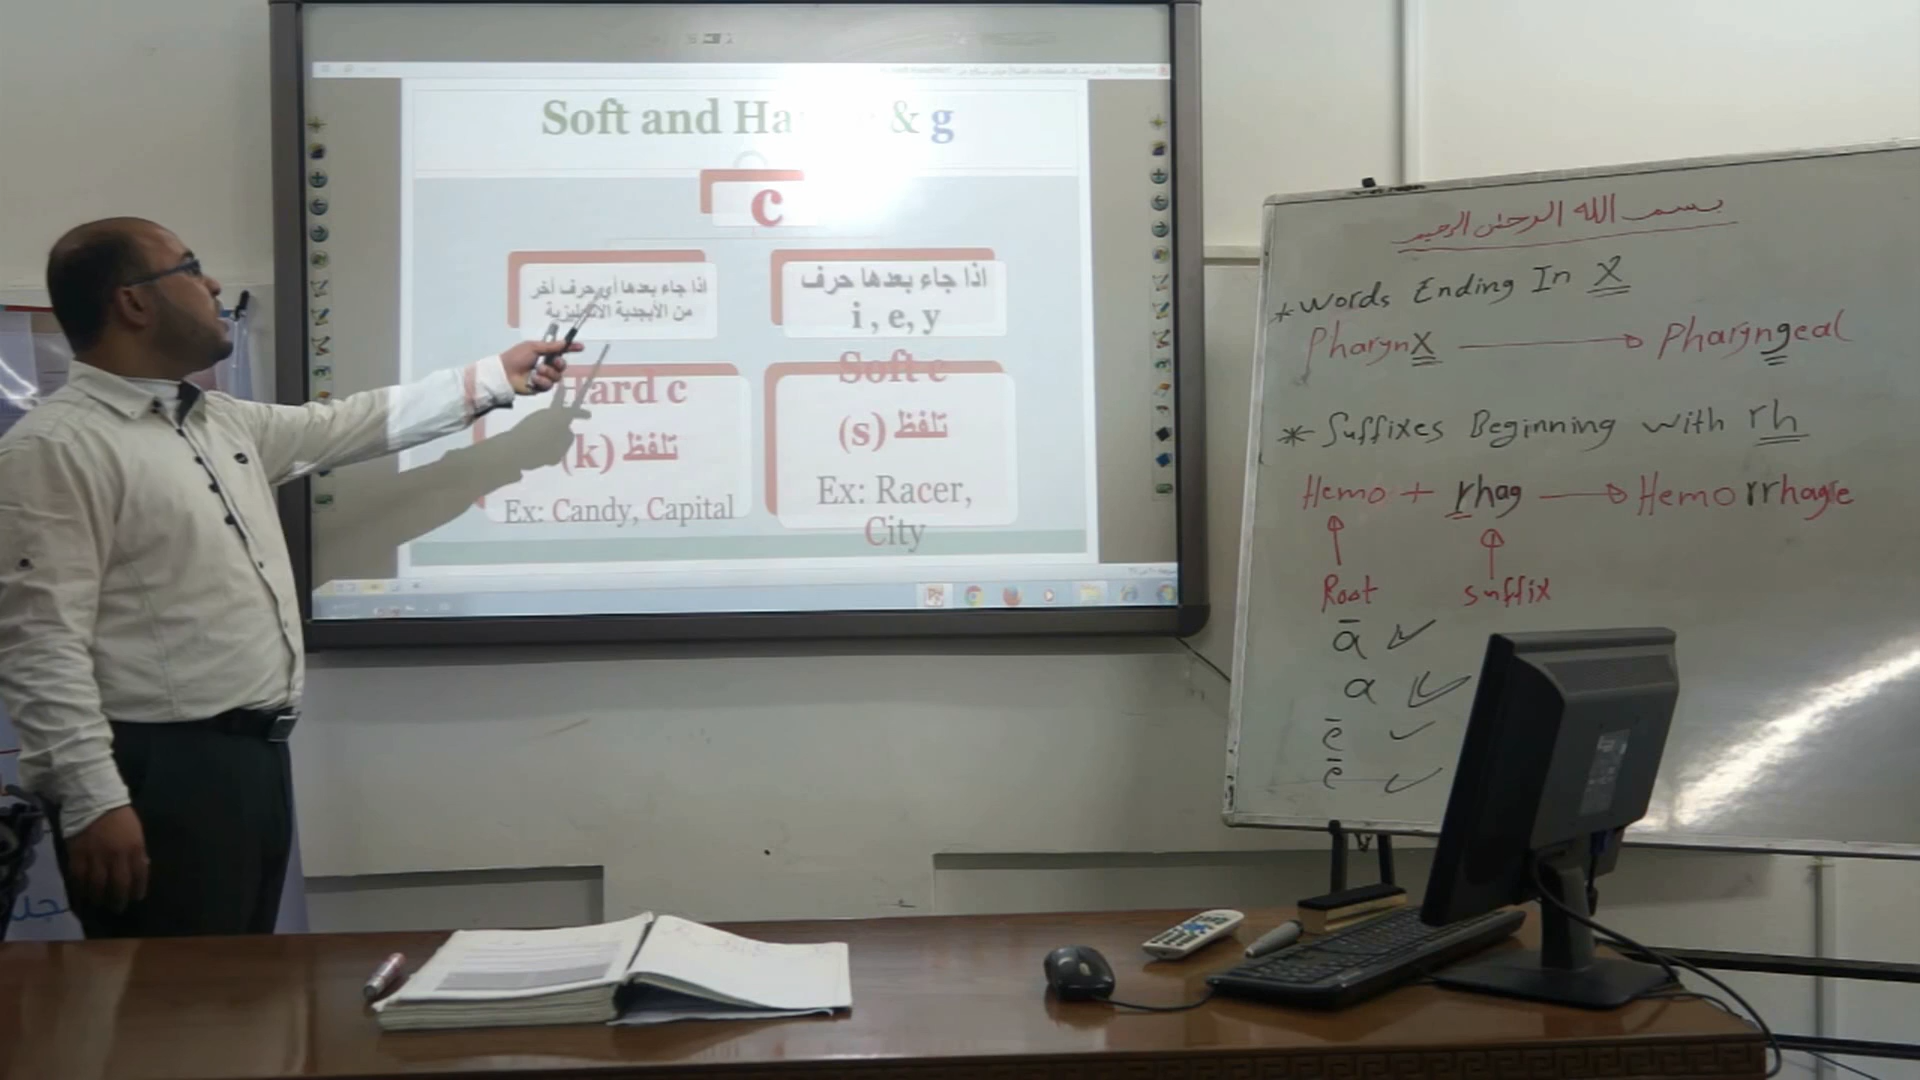 Soft and Ha & g
c
اذا جاء بعدها أي حرف أخر
من الأبجدية الانجليزية
Hard c
تلفظ (k)
Ex: Candy, Capital
اذا جاء بعدها حرف
i , e, y
Soft c
تلفظ (s)
Ex: Racer,
City
بسم الله الرحمن الرحيم
* Words Ending In X
Pharynx → Pharyngeal
* Suffixes Beginning with rh
Hemo + rhag → Hemorrhage
Root suffix
ā ✓
a ✓
ē ✓
ē ✓